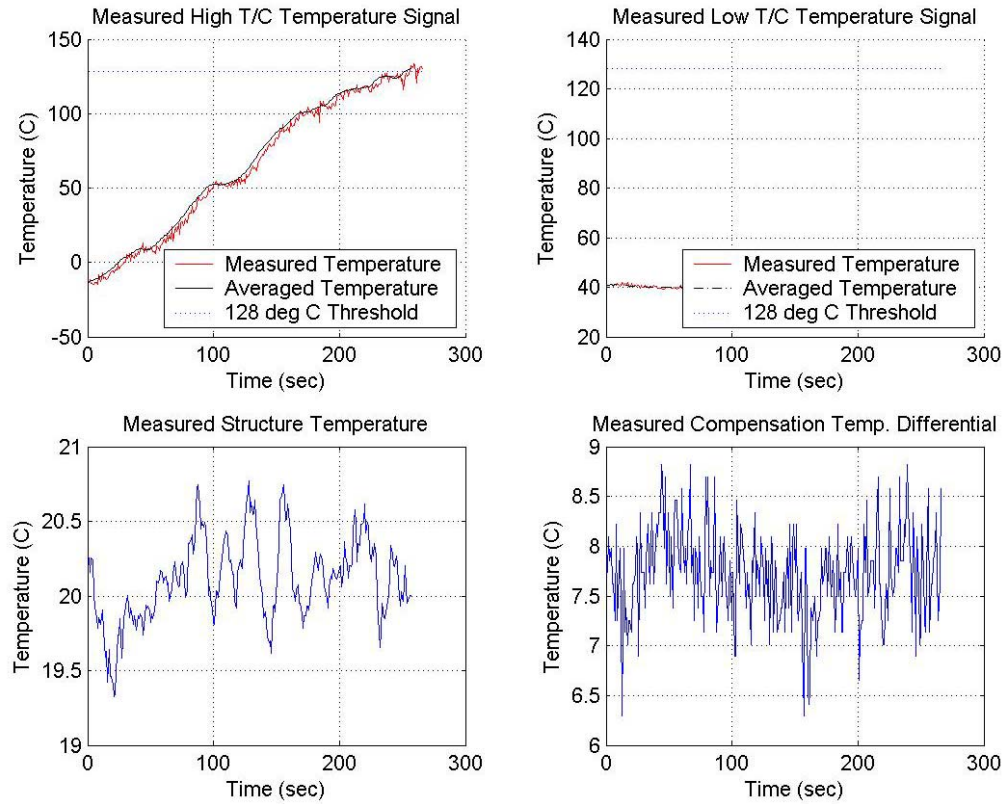 Measured High T/C Temperature Signal
150
100
50
0
-50
Temperature (C)
Measured Temperature
Averaged Temperature
128 deg C Threshold
0 100 200 300
Time (sec)
Measured Low T/C Temperature Signal
140
120
100
80
60
40
20
Temperature (C)
Measured Temperature
Averaged Temperature
128 deg C Threshold
0 100 200 300
Time (sec)
Measured Structure Temperature
21
20.5
20
19.5
19
Temperature (C)
0 100 200 300
Time (sec)
Measured Compensation Temp. Differential
9
8.5
8
7.5
7
6.5
6
Temperature (C)
0 100 200 300
Time (sec)